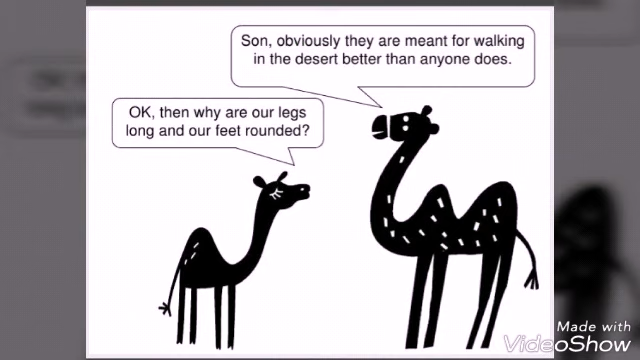 Son, obviously they are meant for walking
in the desert better than anyone does.
OK, then why are our legs
long and our feet rounded?
Made with
VideoShow